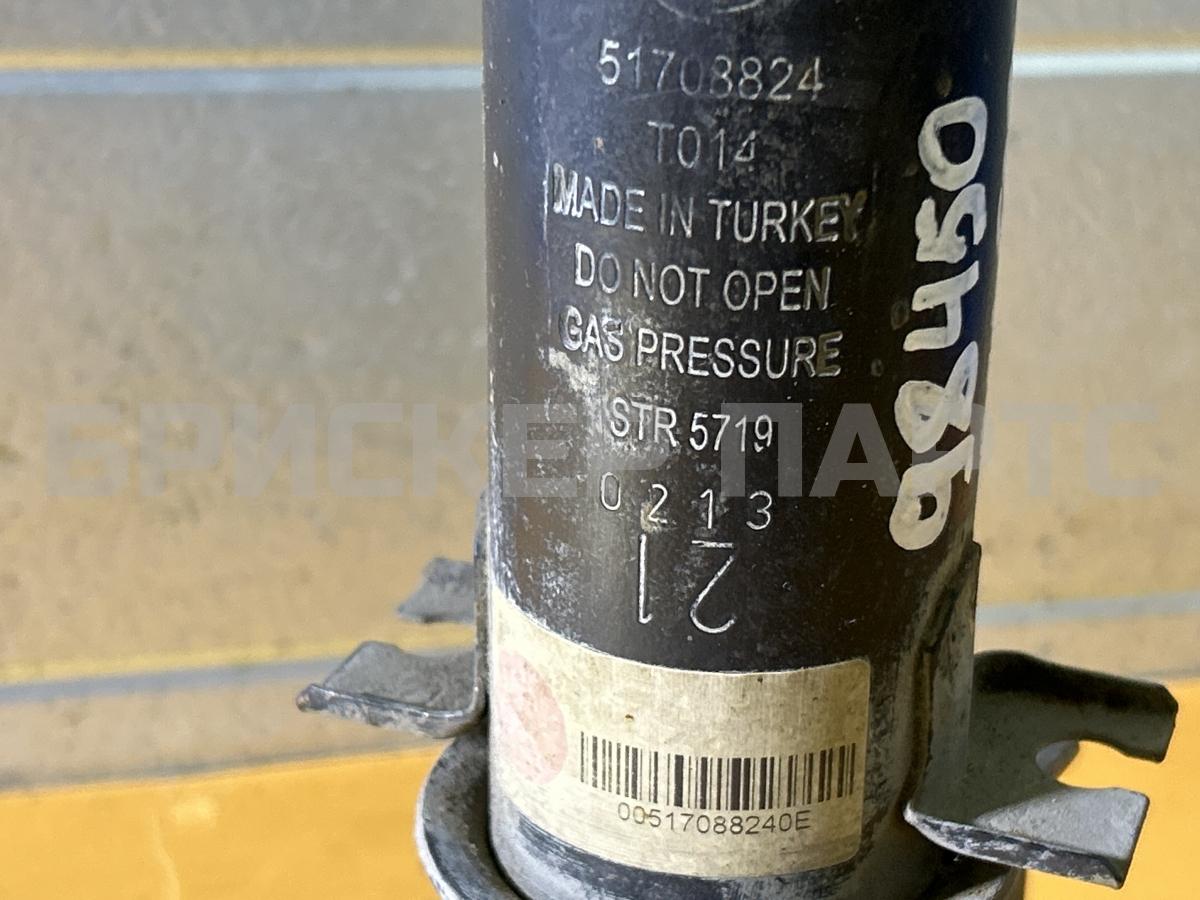 51708824
T014
MADE IN TURKEY
DO NOT OPEN
GAS PRESSURE
STR 5719
0213
21
00517088240E
98450
БРИСКЕР ПАРТС